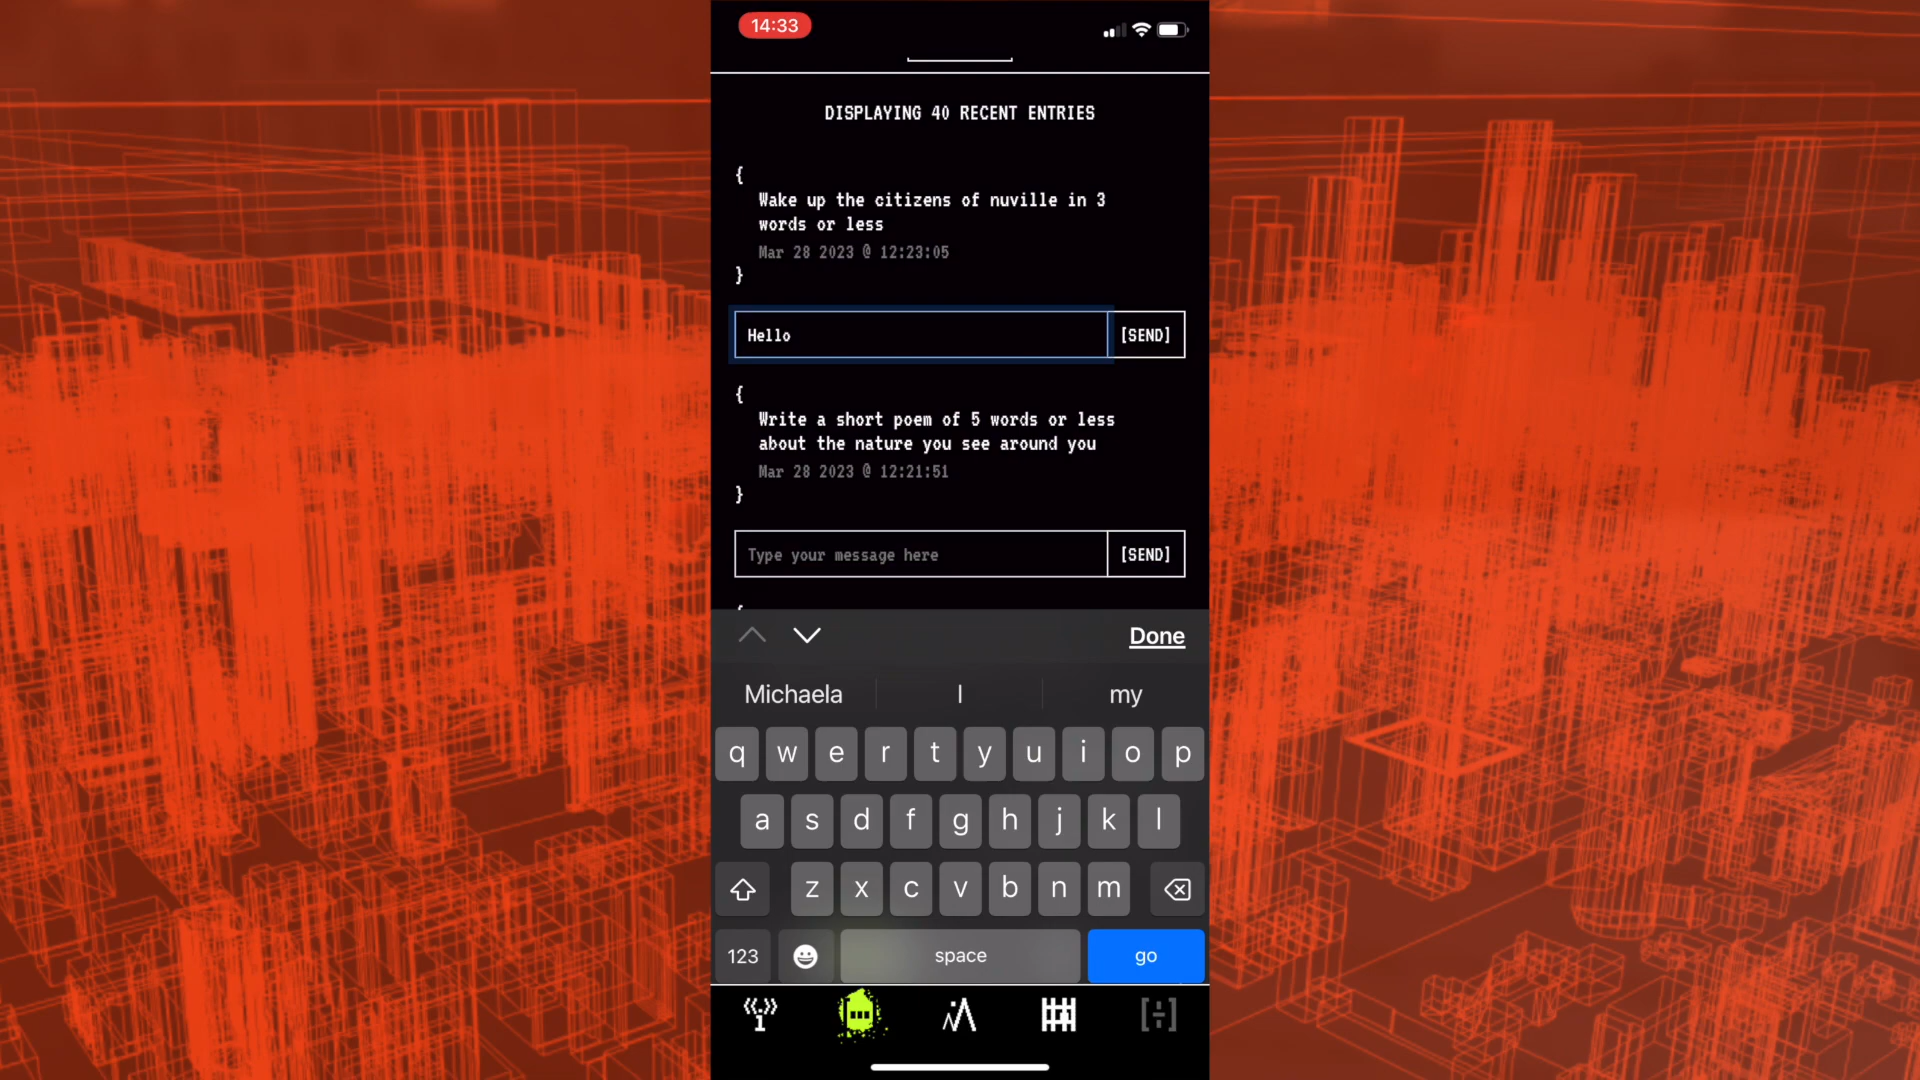 14:33
DISPLAYING 40 RECENT ENTRIES
{
Wake up the citizens of nuville in 3
words or less
Mar 28 2023 @ 12:23:05
}
Hello
[SEND]
{
Write a short poem of 5 words or less
about the nature you see around you
Mar 28 2023 @ 12:21:51
}
Type your message here
[SEND]
{
Done
Michaela I my
q w e r t y u i o p
a s d f g h j k l
z x c v b n m
123 space go